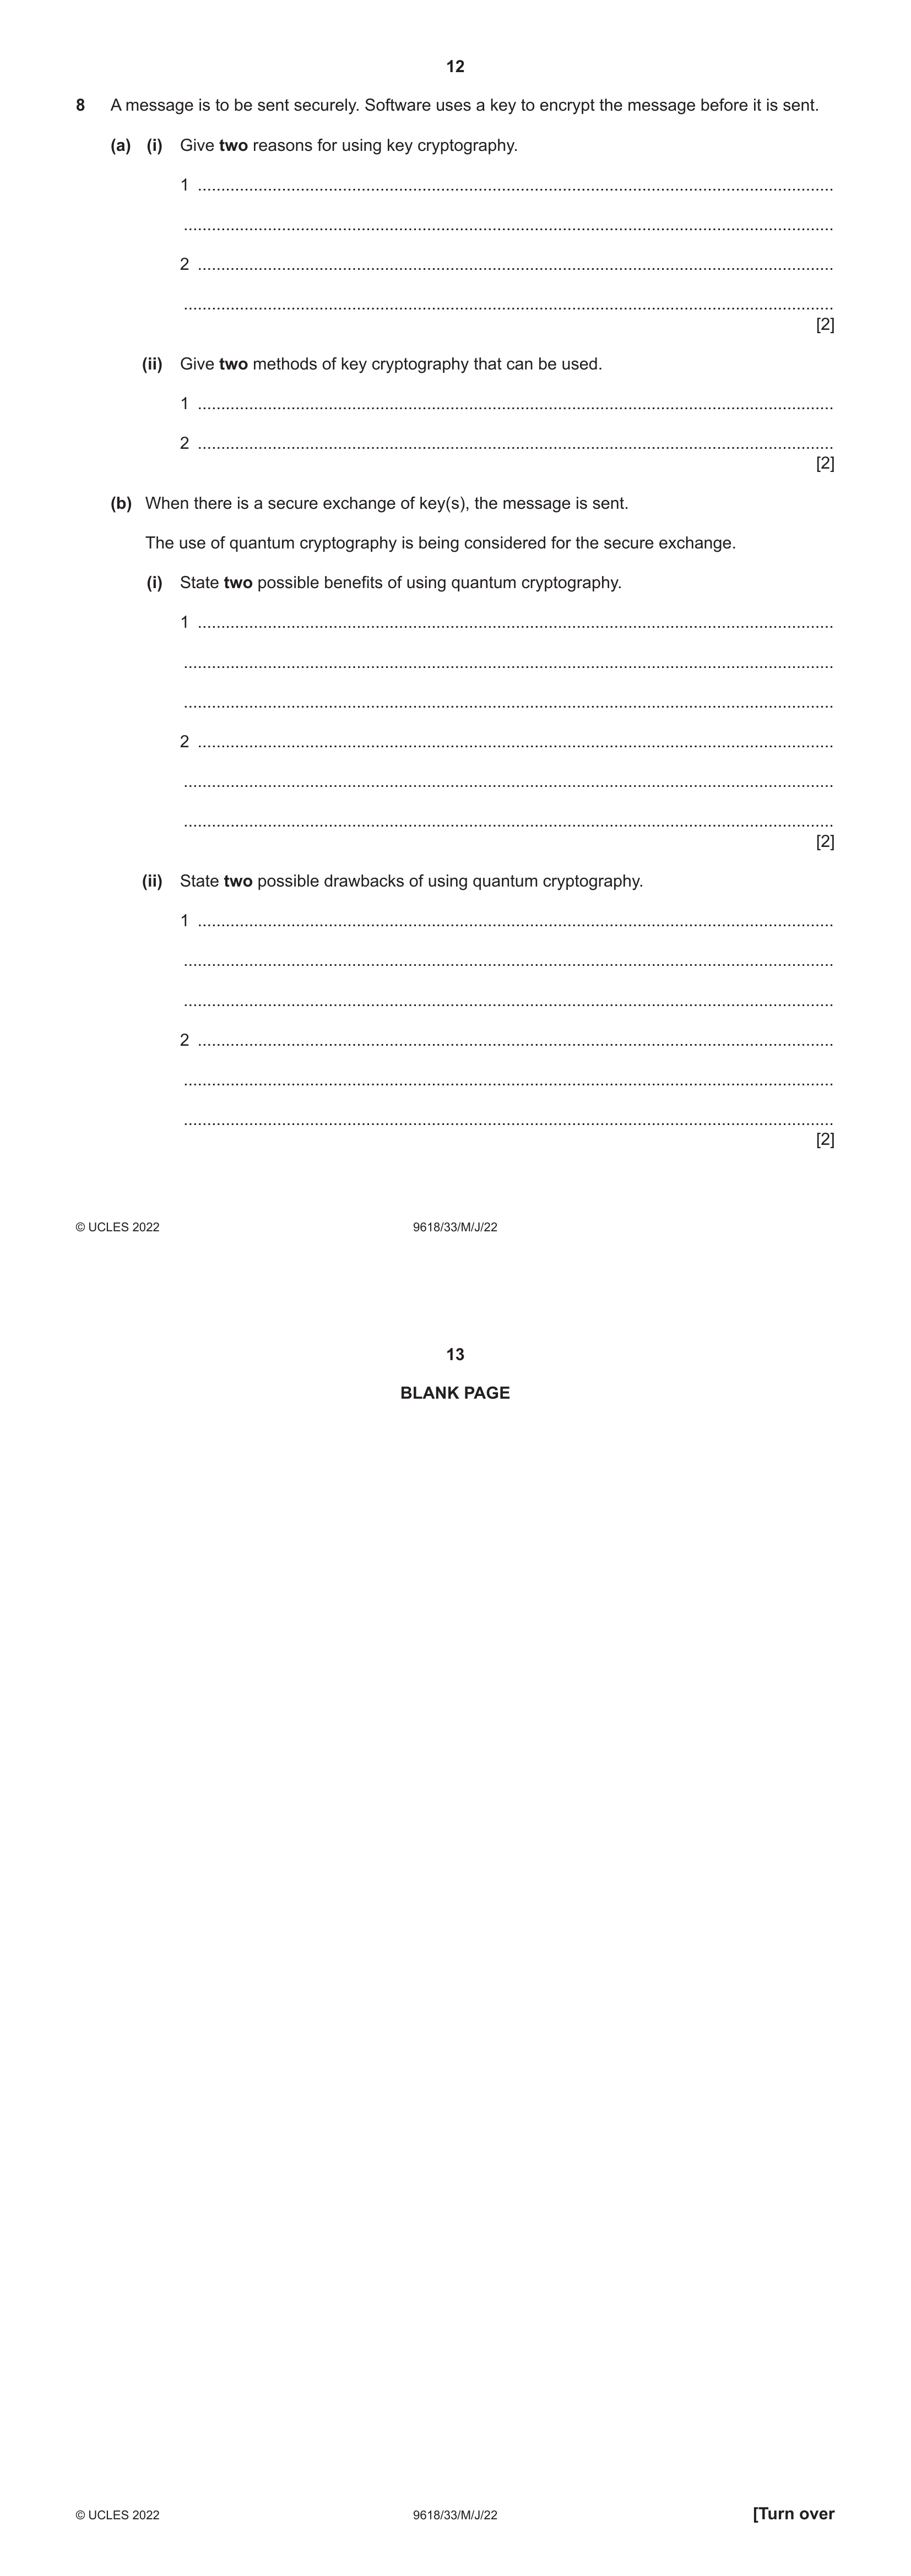 12
8 A message is to be sent securely. Software uses a key to encrypt the message before it is sent.
(a) (i) Give two reasons for using key cryptography.
1 ........................................................................................................................................
...........................................................................................................................................
2 ........................................................................................................................................
...........................................................................................................................................
[2]
(ii) Give two methods of key cryptography that can be used.
1 ........................................................................................................................................
2 ........................................................................................................................................
[2]
(b) When there is a secure exchange of key(s), the message is sent.
The use of quantum cryptography is being considered for the secure exchange.
(i) State two possible benefits of using quantum cryptography.
1 ........................................................................................................................................
...........................................................................................................................................
...........................................................................................................................................
2 ........................................................................................................................................
...........................................................................................................................................
...........................................................................................................................................
[2]
(ii) State two possible drawbacks of using quantum cryptography.
1 ........................................................................................................................................
...........................................................................................................................................
...........................................................................................................................................
2 ........................................................................................................................................
...........................................................................................................................................
...........................................................................................................................................
[2]
© UCLES 2022 9618/33/M/J/22
13
BLANK PAGE
© UCLES 2022 9618/33/M/J/22 [Turn over